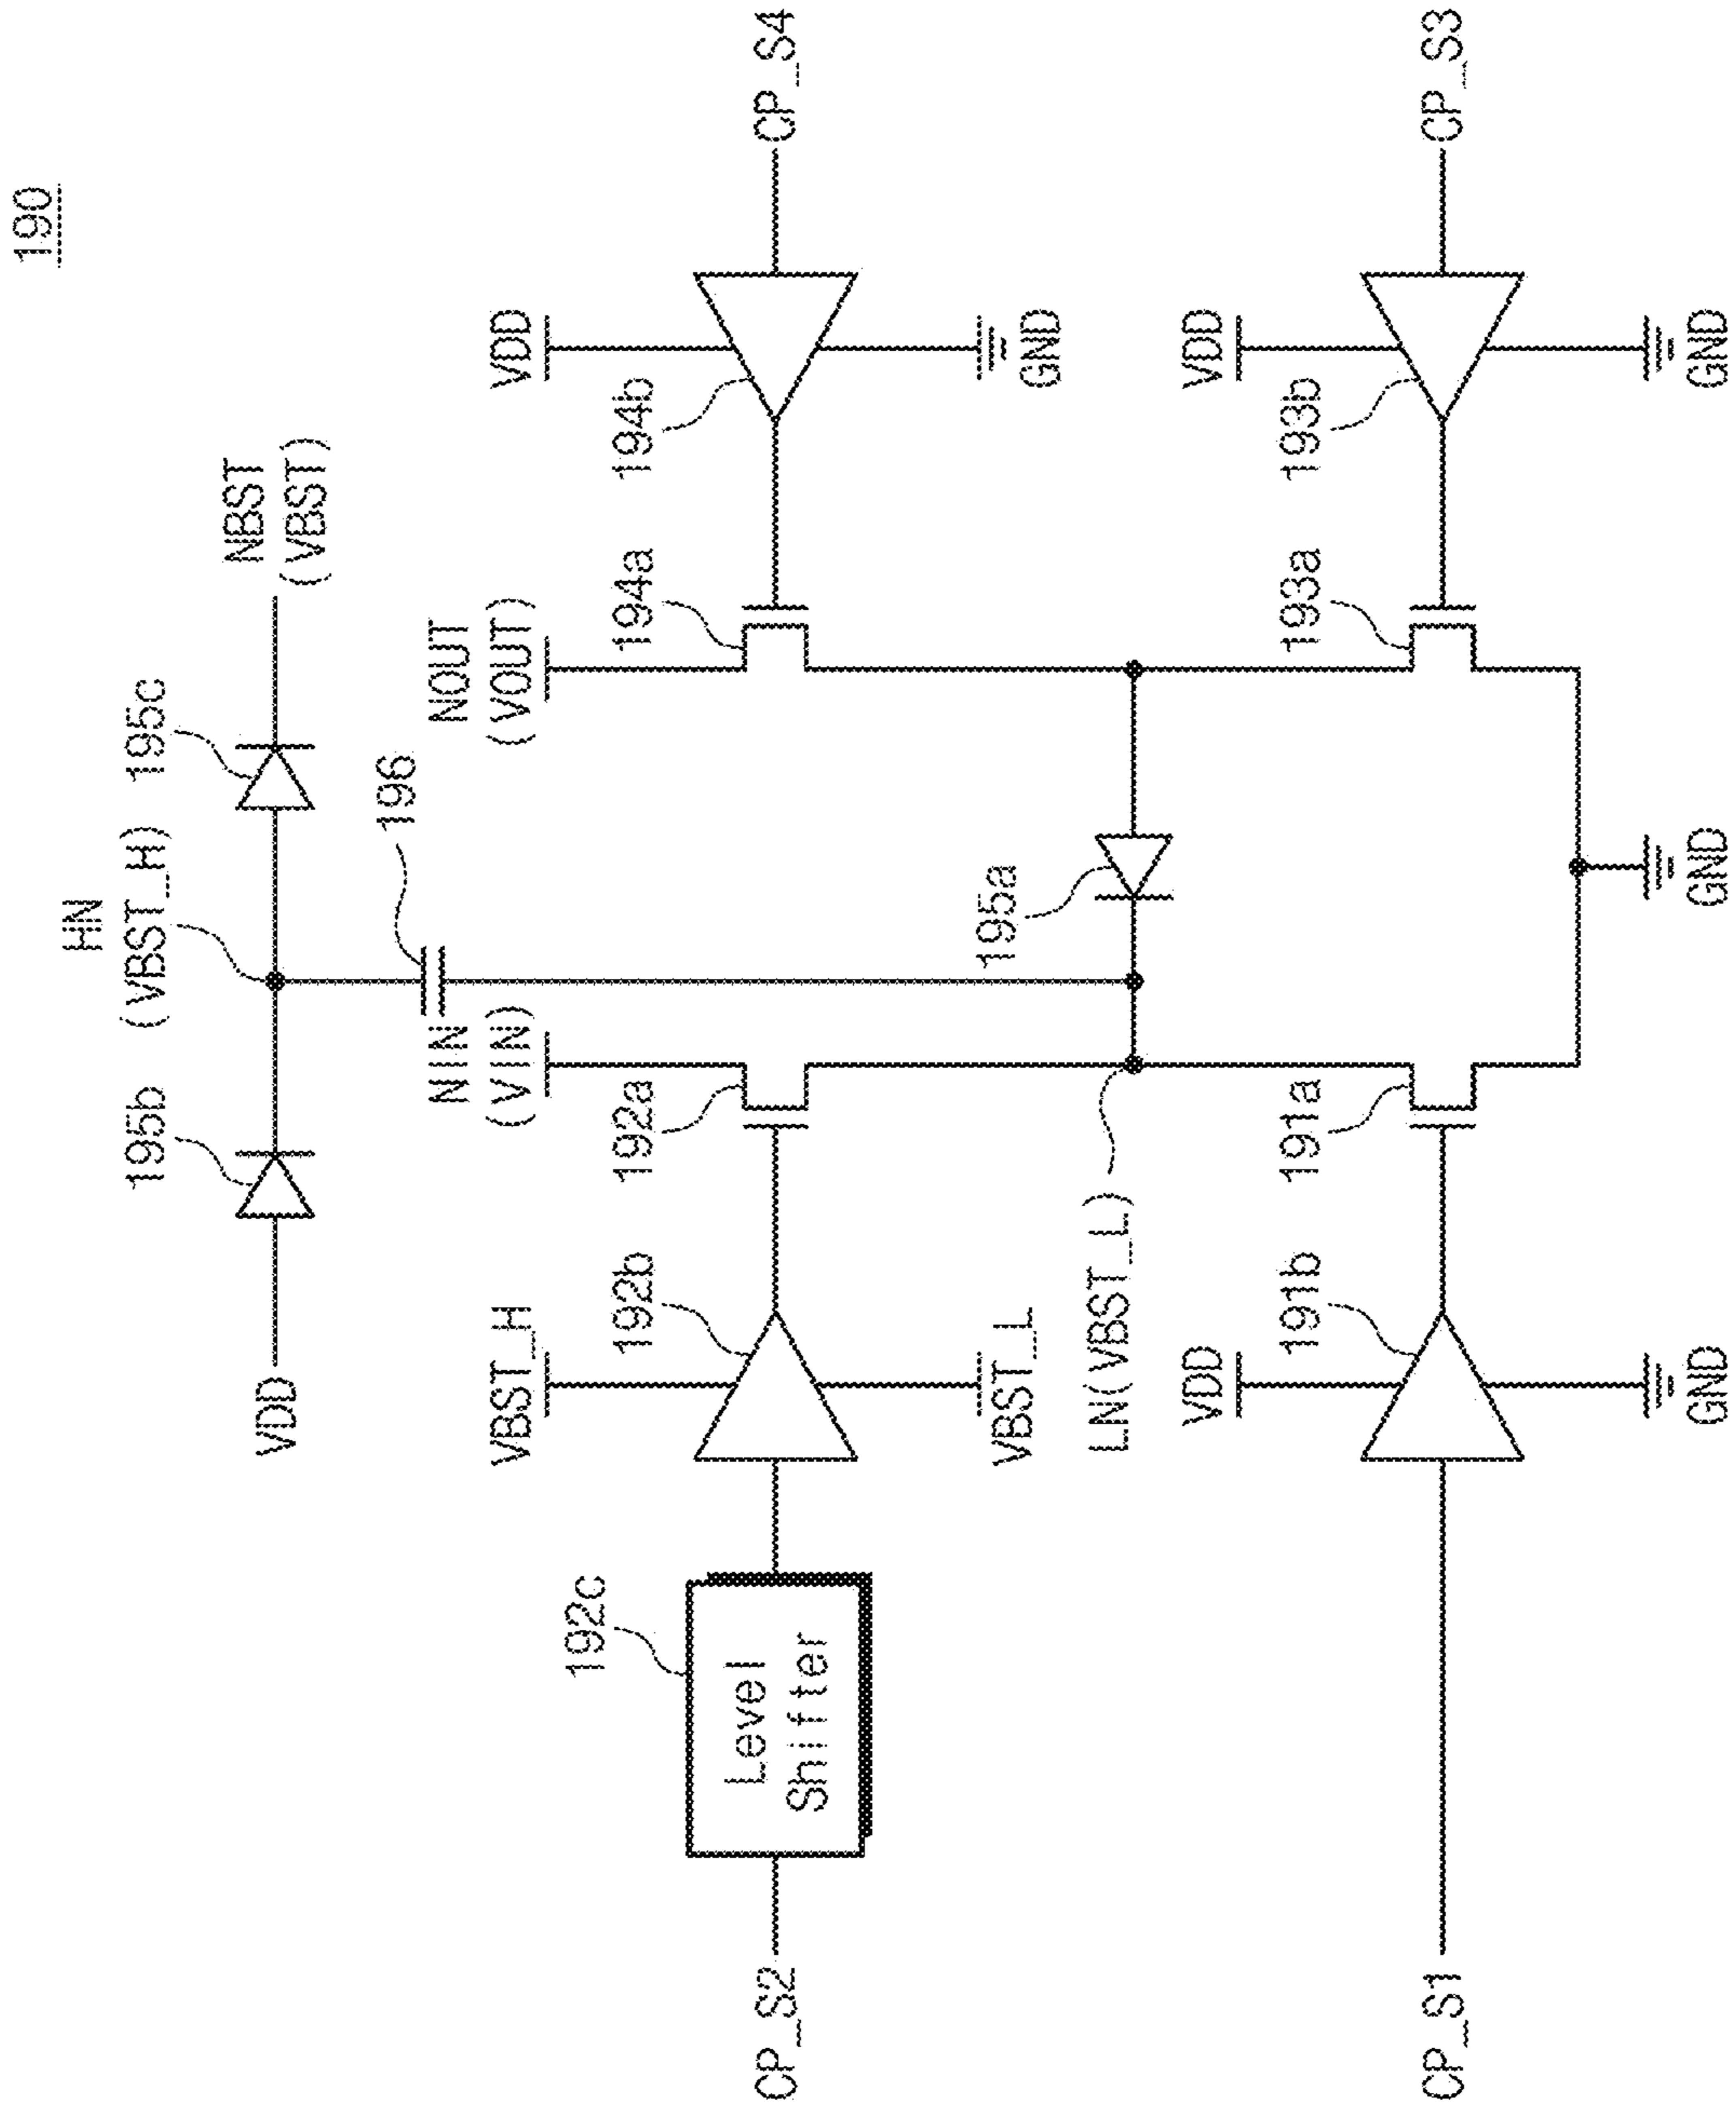 190
HN
(VBST_H)
195b
195c
NBST
(VBST)
VDD
196
NIN
(VIN)
NOUT
(VOUT)
VBST_H
VDD
192c
192b
192a
194a
194b
CP_S2
Level
Shifter
CP_S4
VBST_L
GND
195a
LN(VBST_L)
VDD
VDD
191b
191a
193a
193b
CP_S1
CP_S3
GND
GND
GND